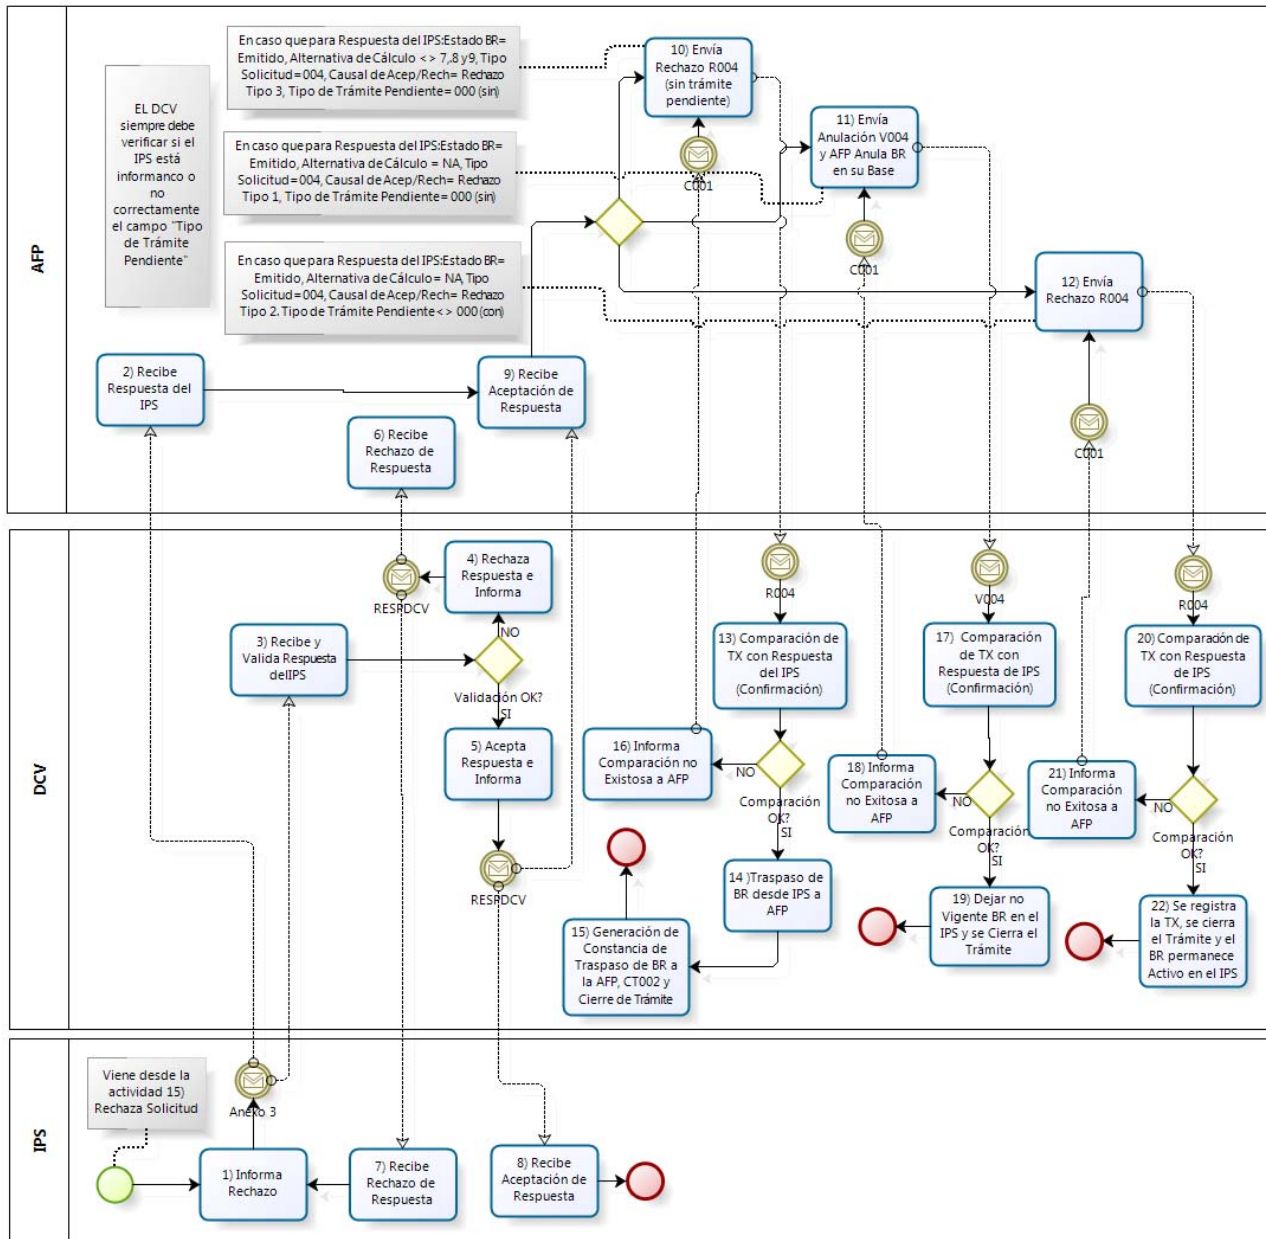 AFP
EL DCV
siempre debe
verificar si el
IPS está
informanco o
no
correctamente
el campo "Tipo
de Trámite
Pendiente"
En caso que para Respuesta del IPS:Estado BR=
Emitido, Alternativa de Cálculo <> 7,.8 y9, Tipo
Solicitud=004, Causal de Acep/Rech= Rechazo
Tipo 3, Tipo de Trámite Pendiente= 000 (sin)
En caso que para Respuesta del IPS:Estado BR=
Emitido, Alternativa de Cálculo = NA, Tipo
Solicitud=004, Causal de Acep/Rech= Rechazo
Tipo 1, Tipo de Trámite Pendiente= 000 (sin)
En caso que para Respuesta del IPS:Estado BR=
Emitido, Alternativa de Cálculo= NA, Tipo
Solicitud=004, Causal de Acep/Rech= Rechazo
Tipo 2. Tipo de Trámite Pendiente<> 000 (con)
10) Envía
Rechazo R004
(sin trámite
pendiente)
C001
11) Envía
Anulación V004
y AFP Anula BR
en su Base
C001
12) Envía
Rechazo R004
C001
2) Recibe
Respuesta del
IPS
9) Recibe
Aceptación de
Respuesta
6) Recibe
Rechazo de
Respuesta
DCV
3) Recibe y
Valida Respuesta
delIPS
4) Rechaza
Respuesta e
Informa
RESPDCV
NO
Validación OK?
SI
5) Acepta
Respuesta e
Informa
RESPDCV
R004
13) Comparación de
TX con Respuesta
del IPS
(Confirmación)
16) Informa
Comparación no
Existosa a AFP
NO
Comparación
OK?
SI
14 )Traspaso de
BR desde IPS a
AFP
15) Generación de
Constancia de
Traspaso de BR a
la AFP, CT002 y
Cierre de Trámite
V004
17) Comparación
de TX con
Respuesta de IPS
(Confirmación)
18) Informa
Comparación
no Exitosa a
AFP
NO
Comparación
OK?
SI
19) Dejar no
Vigente BR en el
IPS y se Cierra el
Trámite
R004
20) Comparación de
TX con Respuesta
de IPS
(Confirmación)
21) Informa
Comparación
no Exitosa a
AFP
NO
Comparación
OK?
SI
22) Se registra
la TX, se cierra
el Trámite y el
BR permanece
Activo en el IPS
IPS
Viene desde la
actividad 15)
Rechaza Solicitud
Anexo 3
1) Informa
Rechazo
7) Recibe
Rechazo de
Respuesta
8) Recibe
Aceptación de
Respuesta